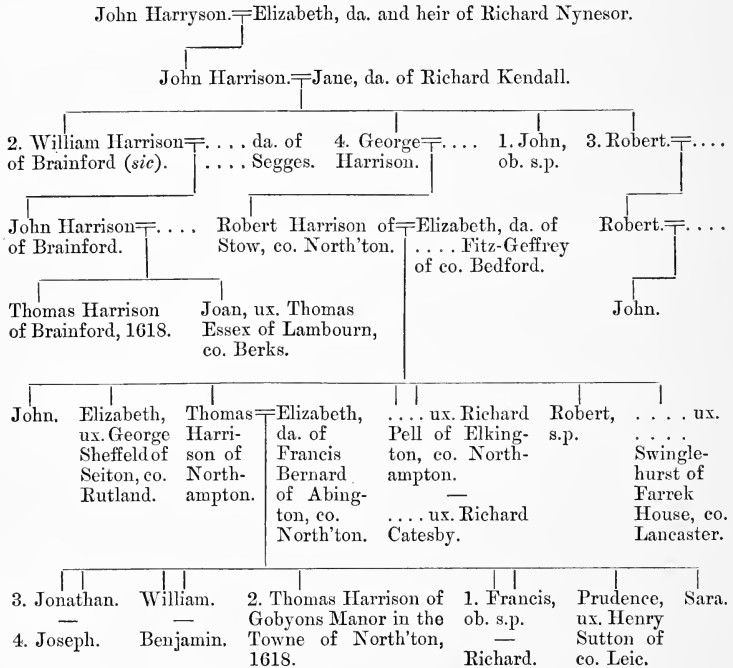 John Harryson. Elizabeth, da. and heir of Richard Nynesor.
John Harrison. Jane, da. of Richard Kendall.
2. William Harrison
of Brainford (sic).
. . . . da. of
. . . . Segges.
4. George
Harrison.
. . . .
1. John,
ob. s.p.
3. Robert. . . . .
John Harrison
of Brainford.
. . . .
Robert Harrison of
Stow, co. North'ton.
Elizabeth, da. of
. . . . Fitz-Geffrey
of co. Bedford.
Robert. . . . .
Thomas Harrison
of Brainford, 1618.
Joan, ux. Thomas
Essex of Lambourn,
co. Berks.
John.
John.
Elizabeth,
ux. George
Sheffeld of
Seiton, co.
Rutland.
Thomas
Harri-
son of
North-
ampton.
Elizabeth,
da. of
Francis
Bernard
of Abing-
ton, co.
North'ton.
. . . . ux. Richard
Pell of Elking-
ton, co. North-
ampton.
—
. . . . ux. Richard
Catesby.
Robert,
s.p.
. . . . ux.
. . . .
Swingle-
hurst of
Farrek
House, co.
Lancaster.
3. Jonathan.
—
4. Joseph.
William.
—
Benjamin.
2. Thomas Harrison of
Gobyons Manor in the
Towne of North'ton,
1618.
1. Francis,
ob. s.p.
—
Richard.
Prudence,
ux. Henry
Sutton of
co. Leic.
Sara.